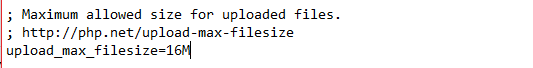 ; Maximum allowed size for uploaded files.
; http://php.net/upload-max-filesize
upload_max_filesize=16M